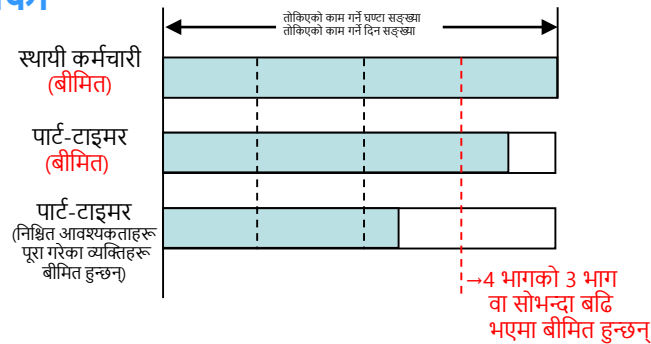 तोकिएको काम गर्ने घण्टा सङ्ख्या
तोकिएको काम गर्ने दिन सङ्ख्या
स्थायी कर्मचारी
(बीमित)
पार्ट-टाइमर
(बीमित)
पार्ट-टाइमर
(निश्चित आवश्यकताहरू
पूरा गरेका व्यक्तिहरू
बीमित हुन्छन्)
→4 भागको 3 भाग
वा सोभन्दा बढि
भएमा बीमित हुन्छन्